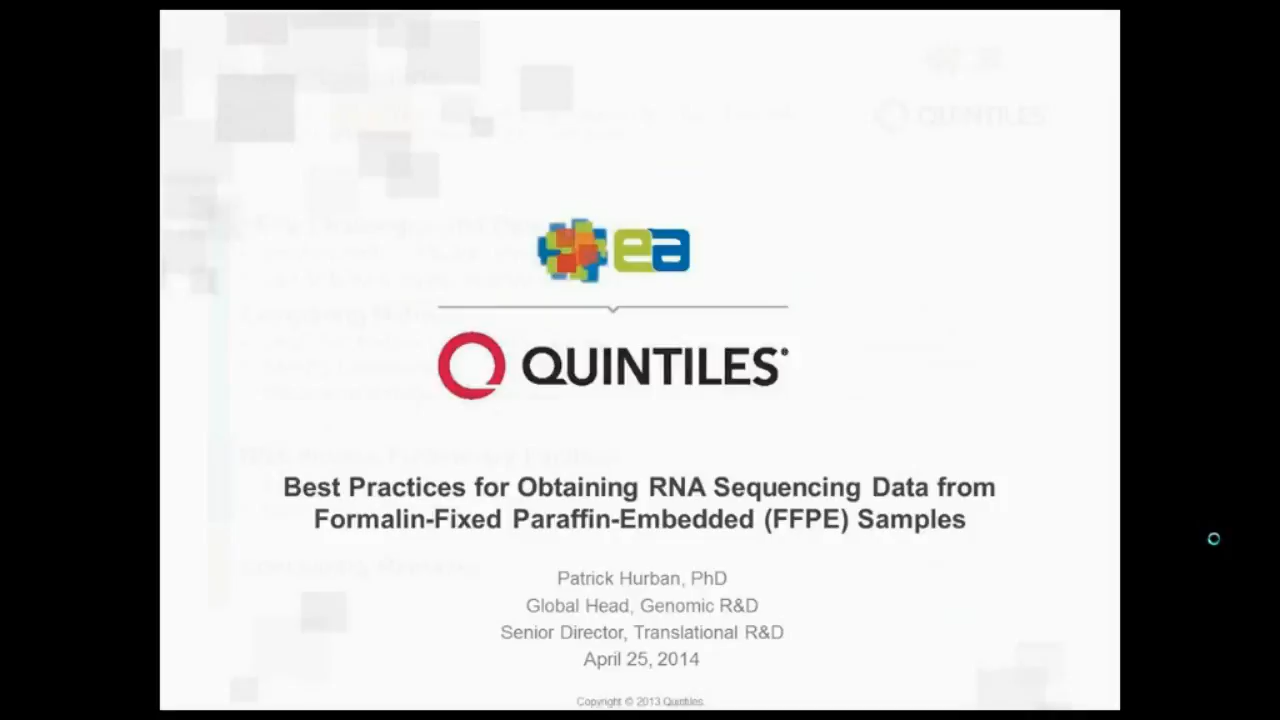 ea
QUINTILES®
Best Practices for Obtaining RNA Sequencing Data from
Formalin-Fixed Paraffin-Embedded (FFPE) Samples
Patrick Hurban, PhD
Global Head, Genomic R&D
Senior Director, Translational R&D
April 25, 2014
Copyright © 2013 Quintiles.
QUINTILES